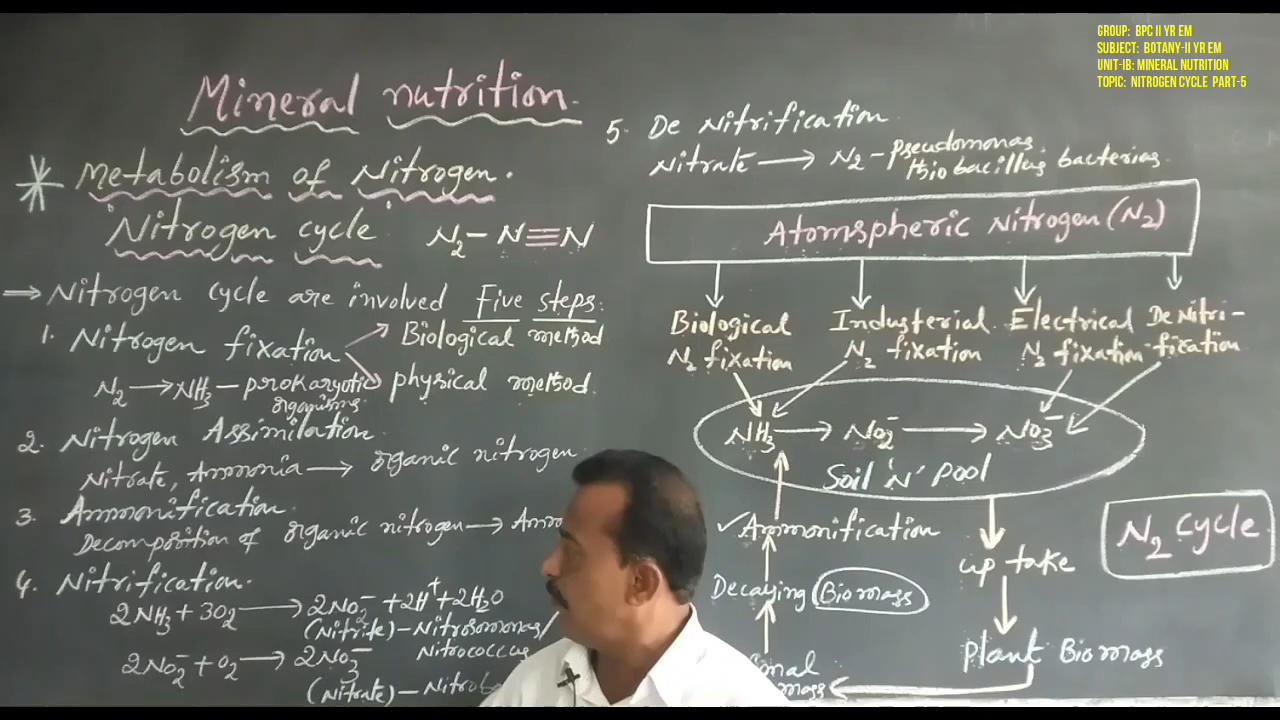 GROUP: BPC II YR EM
SUBJECT: BOTANY-II YR EM
UNIT-IB: MINERAL NUTRITION
TOPIC: NITROGEN CYCLE PART-5
Mineral nutrition.
Metabolism of Nitrogen.
Nitrogen cycle N₂ - N≡N
→ Nitrogen cycle are involved Five steps:
1. Nitrogen fixation
Biological method
physical method.
N₂ → NH₃ - prokaryotic
organisms.
2. Nitrogen Assimilation.
Nitrate, Ammonia → organic nitrogen.
3. Ammonification.
Decomposition of organic nitrogen →
4. Nitrification.
2NH₃ + 3O₂ → 2NO₂⁻ + 2H⁺ + 2H₂O
(Nitrite) - Nitrosomonas/
Nitrococcus
2NO₂⁻ + O₂ → 2NO₃⁻
(Nitrate) -
5. De Nitrification
Nitrate → N₂ - pseudomonas.
thiobacillus bacterias.
Atomspheric Nitrogen (N₂)
Biological
N₂ fixation
Industerial
N₂ fixation
Electrical
N₂ fixation
De Nitri-
-fication
NH₃ → NO₂⁻ → NO₃⁻
Soil 'N' Pool
✓Ammonification
up take
N₂ cycle
Decaying Biomass
Plant Biomass